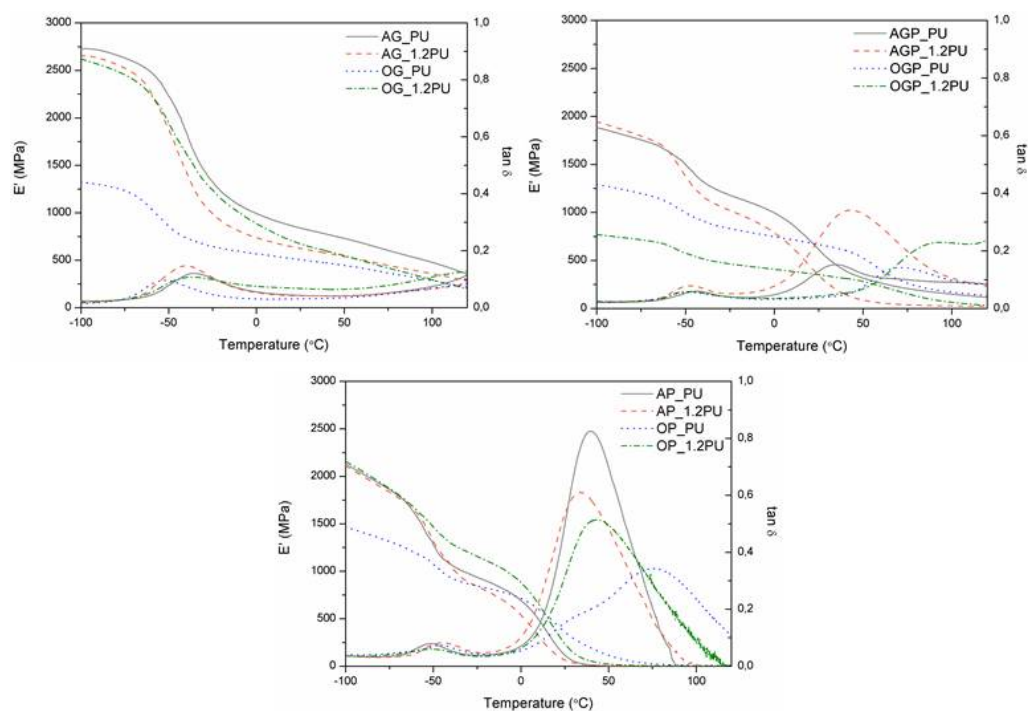 3000
2500
2000
1500
1000
500
0
E' (MPa)
AG_PU
AG_1.2PU
OG_PU
OG_1.2PU
1,0
0,8
0,6
0,4
0,2
0,0
tan δ
-100
-50
0
50
100
Temperature (°C)
3000
2500
2000
1500
1000
500
0
E' (MPa)
AGP_PU
AGP_1.2PU
OGP_PU
OGP_1.2PU
1,0
0,8
0,6
0,4
0,2
0,0
tan δ
-100
-50
0
50
100
Temperature (°C)
3000
2500
2000
1500
1000
500
0
E' (MPa)
AP_PU
AP_1.2PU
OP_PU
OP_1.2PU
1,0
0,8
0,6
0,4
0,2
0,0
tan δ
-100
-50
0
50
100
Temperature (°C)